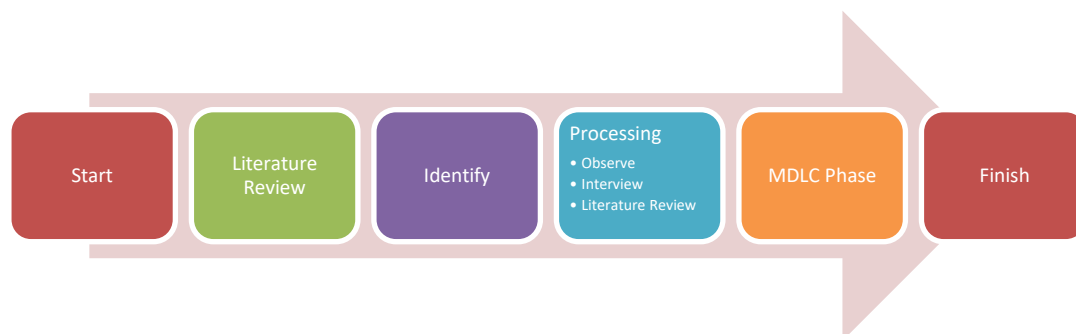 Start
Literature
Review
Identify
Processing
• Observe
• Interview
• Literature Review
MDLC Phase
Finish